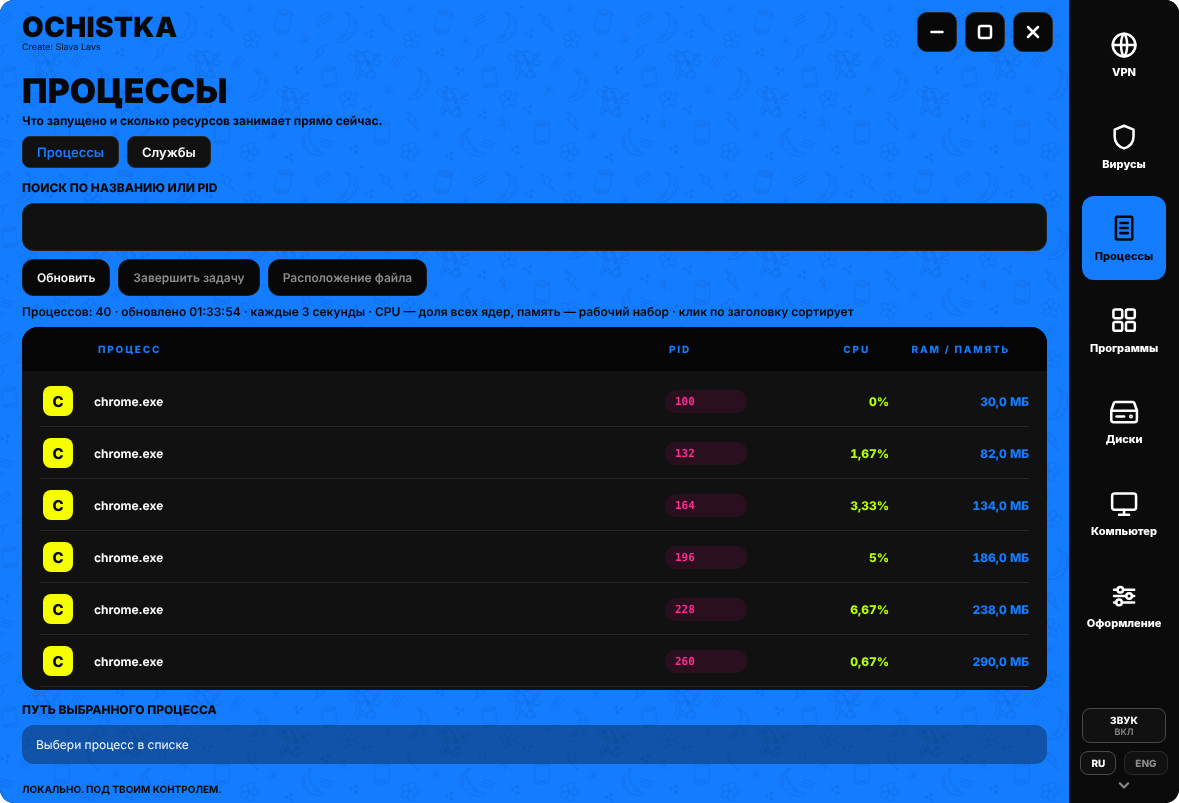 OCHISTKA
Create: Slava Lavs
ПРОЦЕССЫ
Что запущено и сколько ресурсов занимает прямо сейчас.
Процессы Службы
ПОИСК ПО НАЗВАНИЮ ИЛИ PID
Обновить Завершить задачу Расположение файла
Процессов: 40 · обновлено 01:33:54 · каждые 3 секунды · CPU — доля всех ядер, память — рабочий набор · клик по заголовку сортирует
ПРОЦЕСС PID CPU RAM / ПАМЯТЬ
C chrome.exe 100 0% 30,0 МБ
C chrome.exe 132 1,67% 82,0 МБ
C chrome.exe 164 3,33% 134,0 МБ
C chrome.exe 196 5% 186,0 МБ
C chrome.exe 228 6,67% 238,0 МБ
C chrome.exe 260 0,67% 290,0 МБ
ПУТЬ ВЫБРАННОГО ПРОЦЕССА
Выбери процесс в списке
ЛОКАЛЬНО. ПОД ТВОИМ КОНТРОЛЕМ.
VPN
Вирусы
Процессы
Программы
Диски
Компьютер
Оформление
ЗВУК
ВКЛ
RU ENG